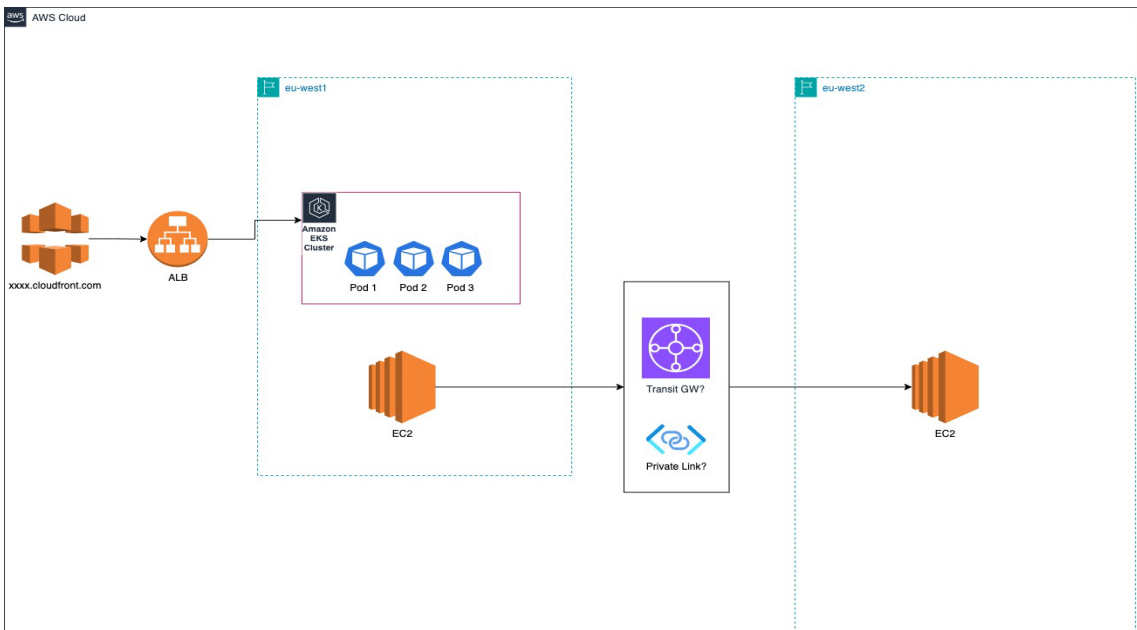 aws
AWS Cloud
eu-west1
eu-west2
Amazon
EKS
Cluster
K
Pod 1
Pod 2
Pod 3
xxxx.cloudfront.com
ALB
Transit GW?
Private Link?
EC2
EC2